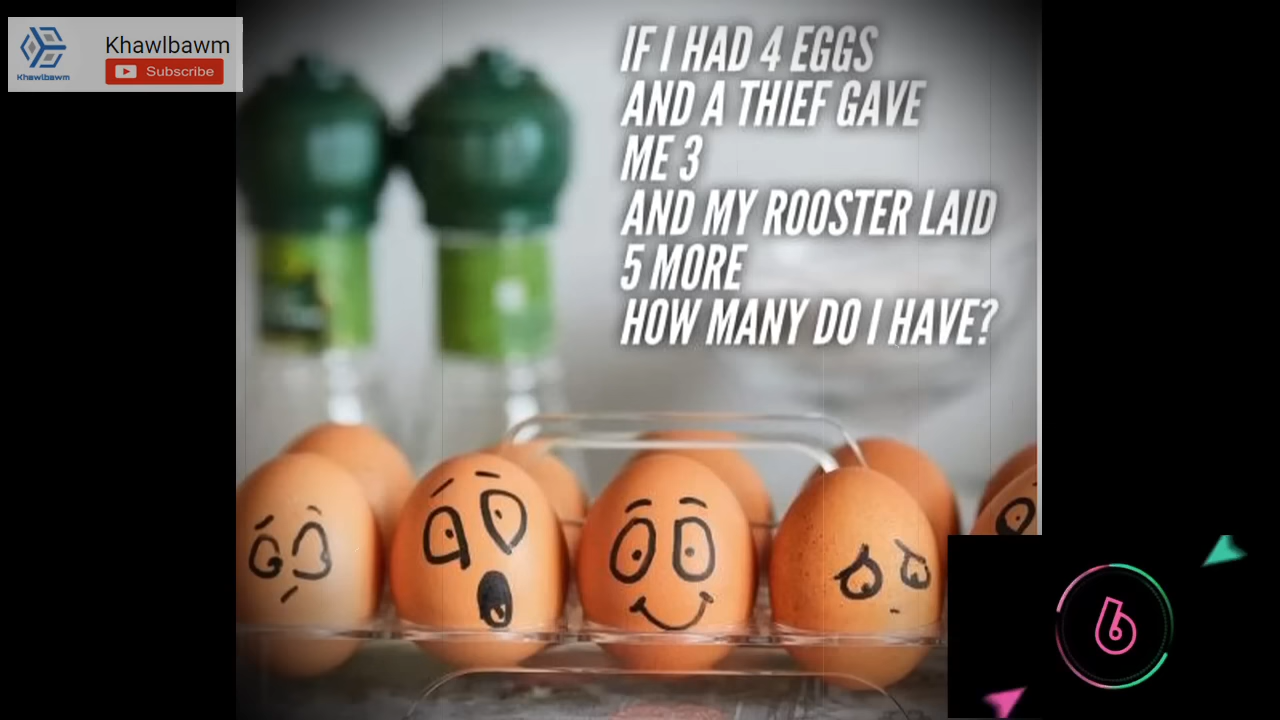 Khawlbawm
Khawlbawm
Subscribe
IF I HAD 4 EGGS
AND A THIEF GAVE
ME 3
AND MY ROOSTER LAID
5 MORE
HOW MANY DO I HAVE?
6